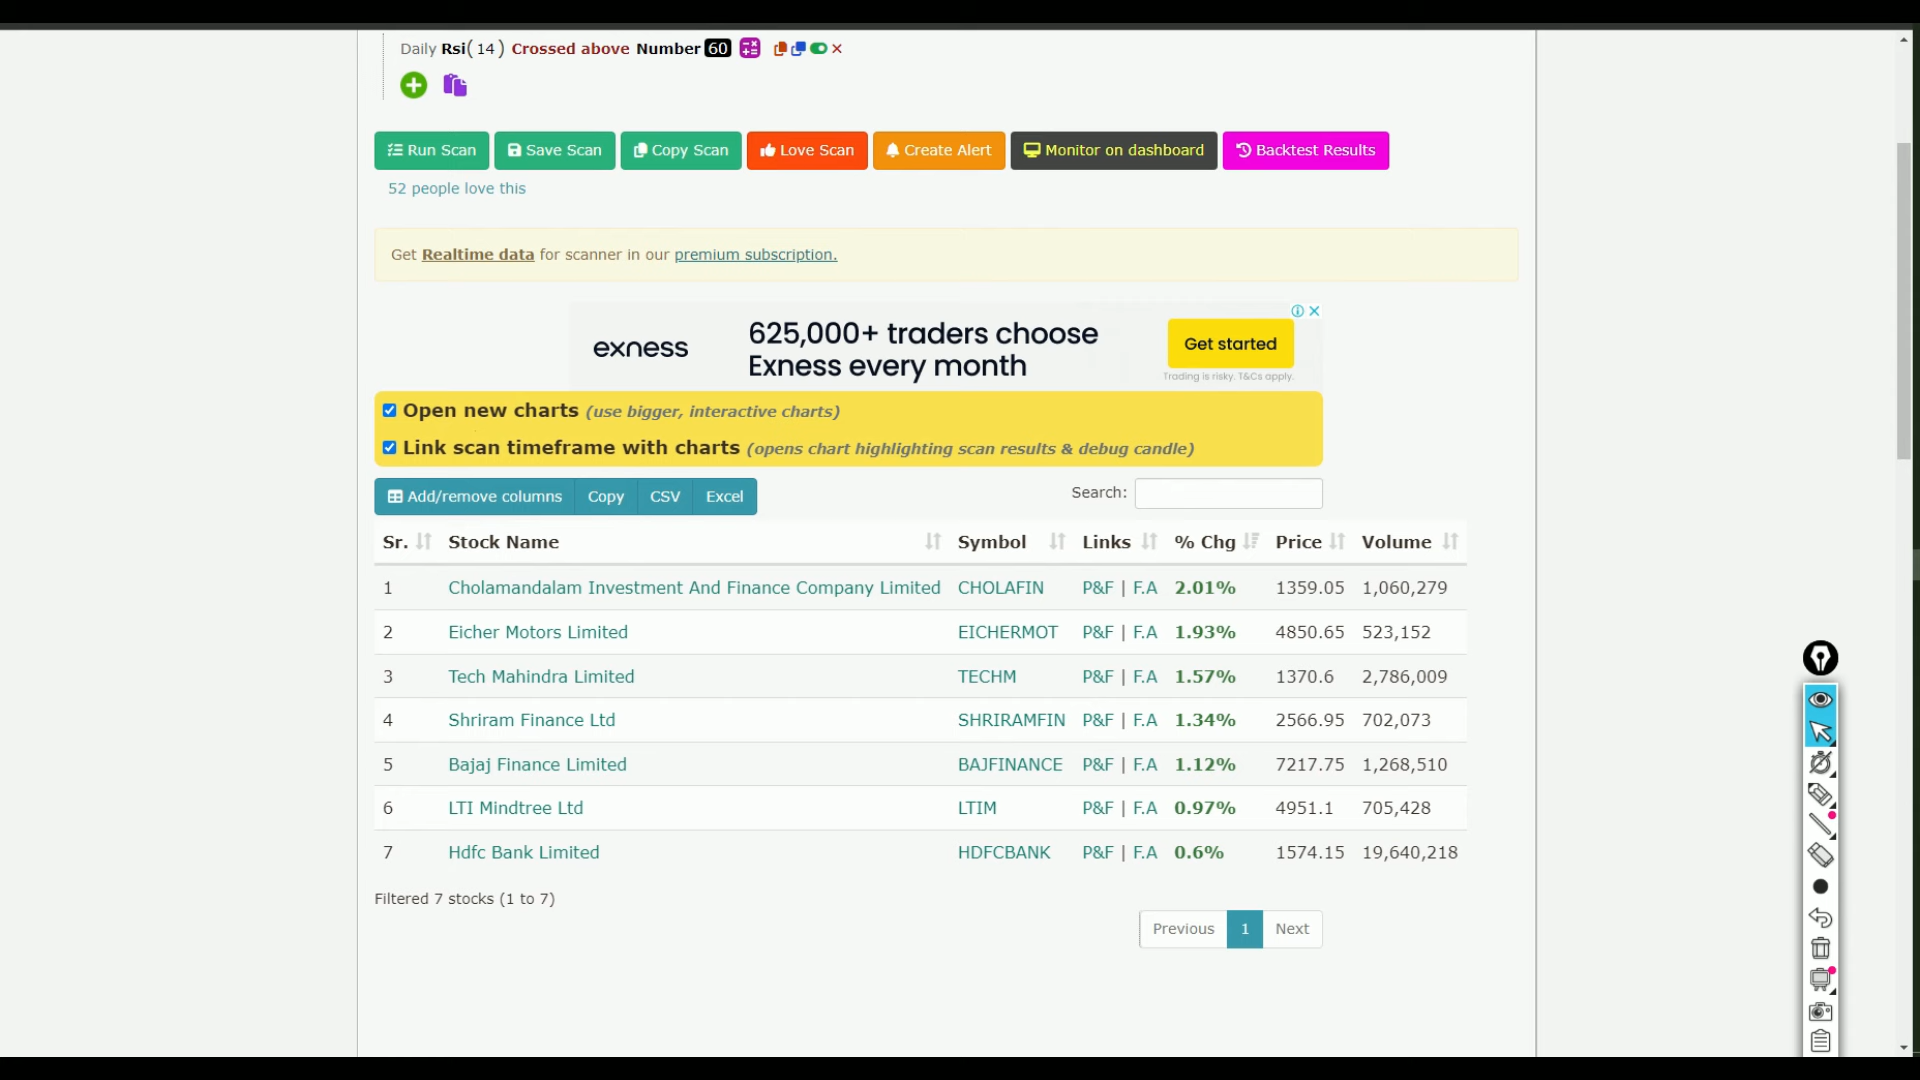 Daily Rsi( 14 ) Crossed above Number 60
Run Scan Save Scan Copy Scan Love Scan Create Alert Monitor on dashboard Backtest Results
52 people love this
Get Realtime data for scanner in our premium subscription.
exness
625,000+ traders choose
Exness every month
Get started
Trading is risky. T&Cs apply.
Open new charts (use bigger, interactive charts)
Link scan timeframe with charts (opens chart highlighting scan results & debug candle)
Add/remove columns Copy CSV Excel Search:
Sr. Stock Name Symbol Links % Chg Price Volume
1 Cholamandalam Investment And Finance Company Limited CHOLAFIN P&F | F.A 2.01% 1359.05 1,060,279
2 Eicher Motors Limited EICHERMOT P&F | F.A 1.93% 4850.65 523,152
3 Tech Mahindra Limited TECHM P&F | F.A 1.57% 1370.6 2,786,009
4 Shriram Finance Ltd SHRIRAMFIN P&F | F.A 1.34% 2566.95 702,073
5 Bajaj Finance Limited BAJFINANCE P&F | F.A 1.12% 7217.75 1,268,510
6 LTI Mindtree Ltd LTIM P&F | F.A 0.97% 4951.1 705,428
7 Hdfc Bank Limited HDFCBANK P&F | F.A 0.6% 1574.15 19,640,218
Filtered 7 stocks (1 to 7)
Previous 1 Next